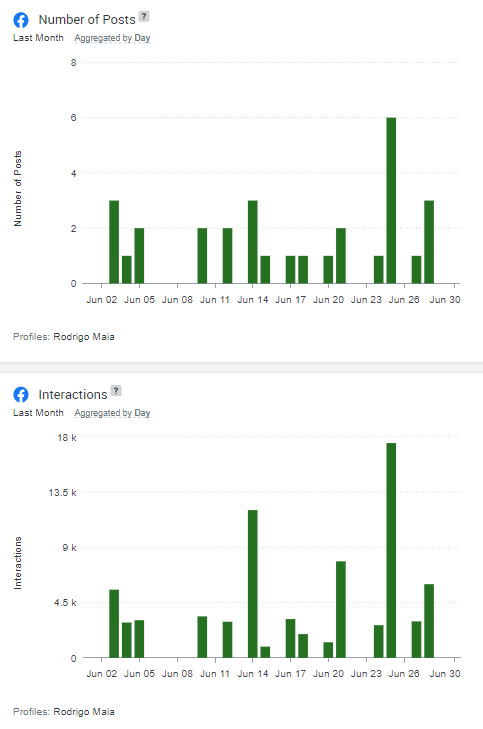 Number of Posts ?
Last Month Aggregated by Day
8
6
4
2
0
Number of Posts
Jun 02 Jun 05 Jun 08 Jun 11 Jun 14 Jun 17 Jun 20 Jun 23 Jun 26 Jun 30
Profiles: Rodrigo Maia
Interactions ?
Last Month Aggregated by Day
18 k
13.5 k
9 k
4.5 k
0
Interactions
Jun 02 Jun 05 Jun 08 Jun 11 Jun 14 Jun 17 Jun 20 Jun 23 Jun 26 Jun 30
Profiles: Rodrigo Maia